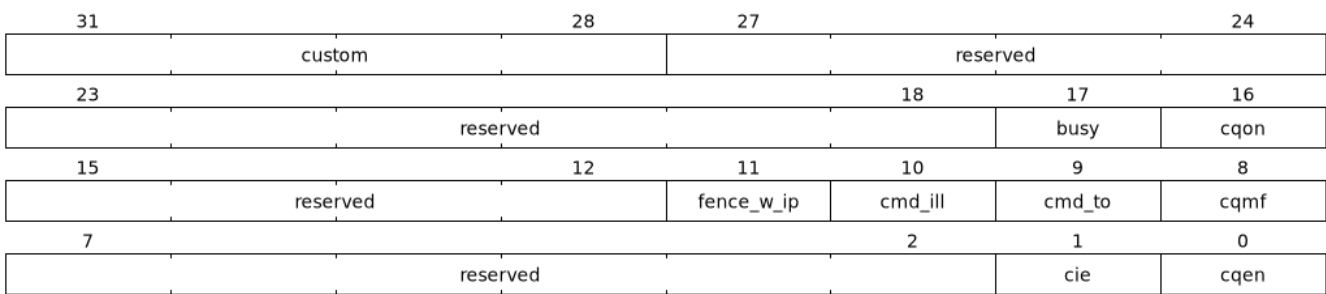 31 28 27 24
custom reserved
23 18 17 16
reserved busy cqon
15 12 11 10 9 8
reserved fence_w_ip cmd_ill cmd_to cqmf
7 2 1 0
reserved cie cqen